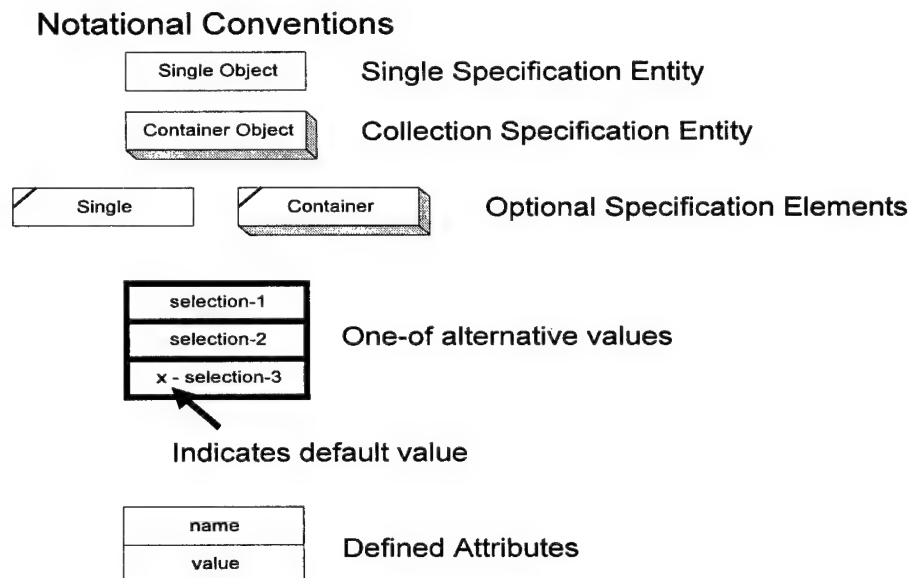 Notational Conventions
Single Object Single Specification Entity
Container Object Collection Specification Entity
Single Container Optional Specification Elements
selection-1
selection-2 One-of alternative values
x - selection-3
Indicates default value
name
Defined Attributes
value